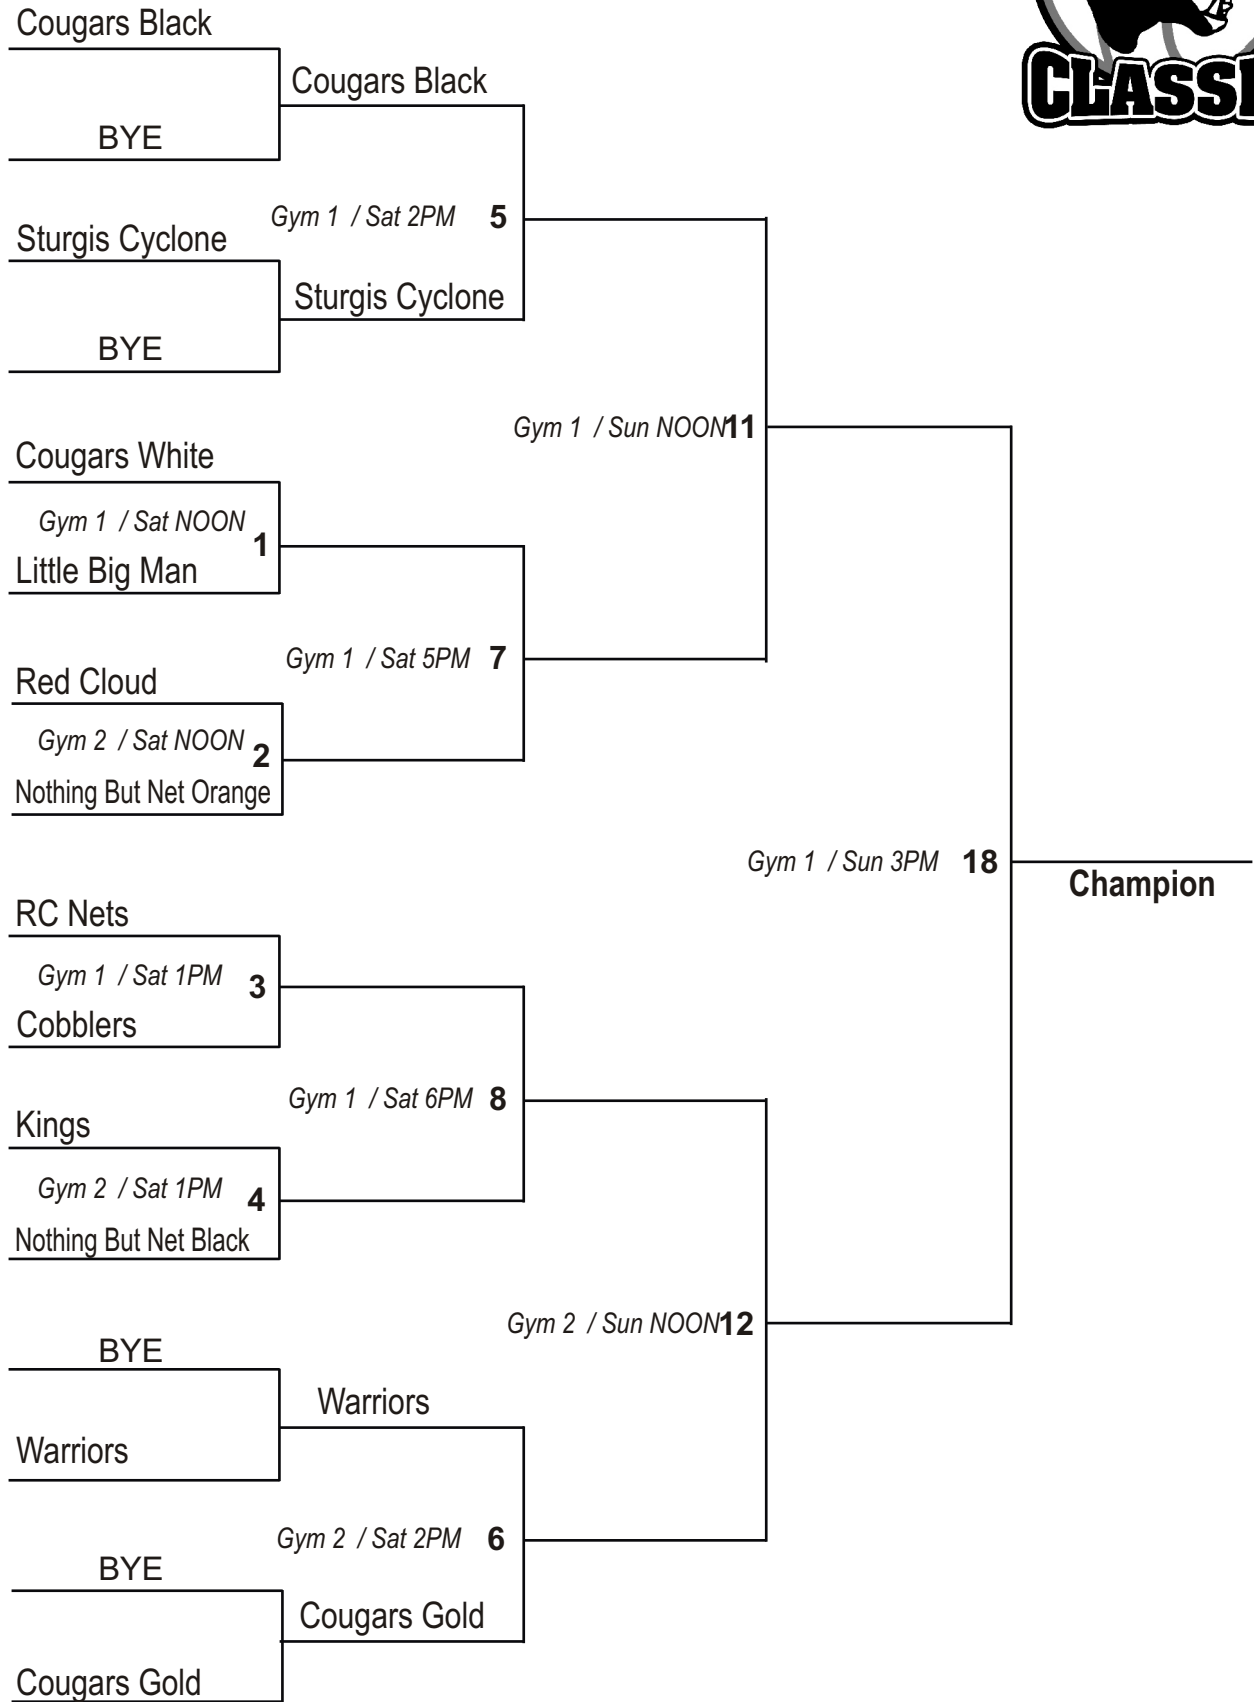 Cougars Black
Cougars Black
BYE
Gym 1 / Sat 2PM 5
Sturgis Cyclone
Sturgis Cyclone
BYE
Gym 1 / Sun NOON 11
Cougars White
Gym 1 / Sat NOON
1
Little Big Man
Gym 1 / Sat 5PM 7
Red Cloud
Gym 2 / Sat NOON 2
Nothing But Net Orange
Gym 1 / Sun 3PM 18
Champion
RC Nets
Gym 1 / Sat 1PM 3
Cobblers
Gym 1 / Sat 6PM 8
Kings
Gym 2 / Sat 1PM 4
Nothing But Net Black
Gym 2 / Sun NOON 12
BYE
Warriors
Warriors
Gym 2 / Sat 2PM 6
BYE
Cougars Gold
Cougars Gold